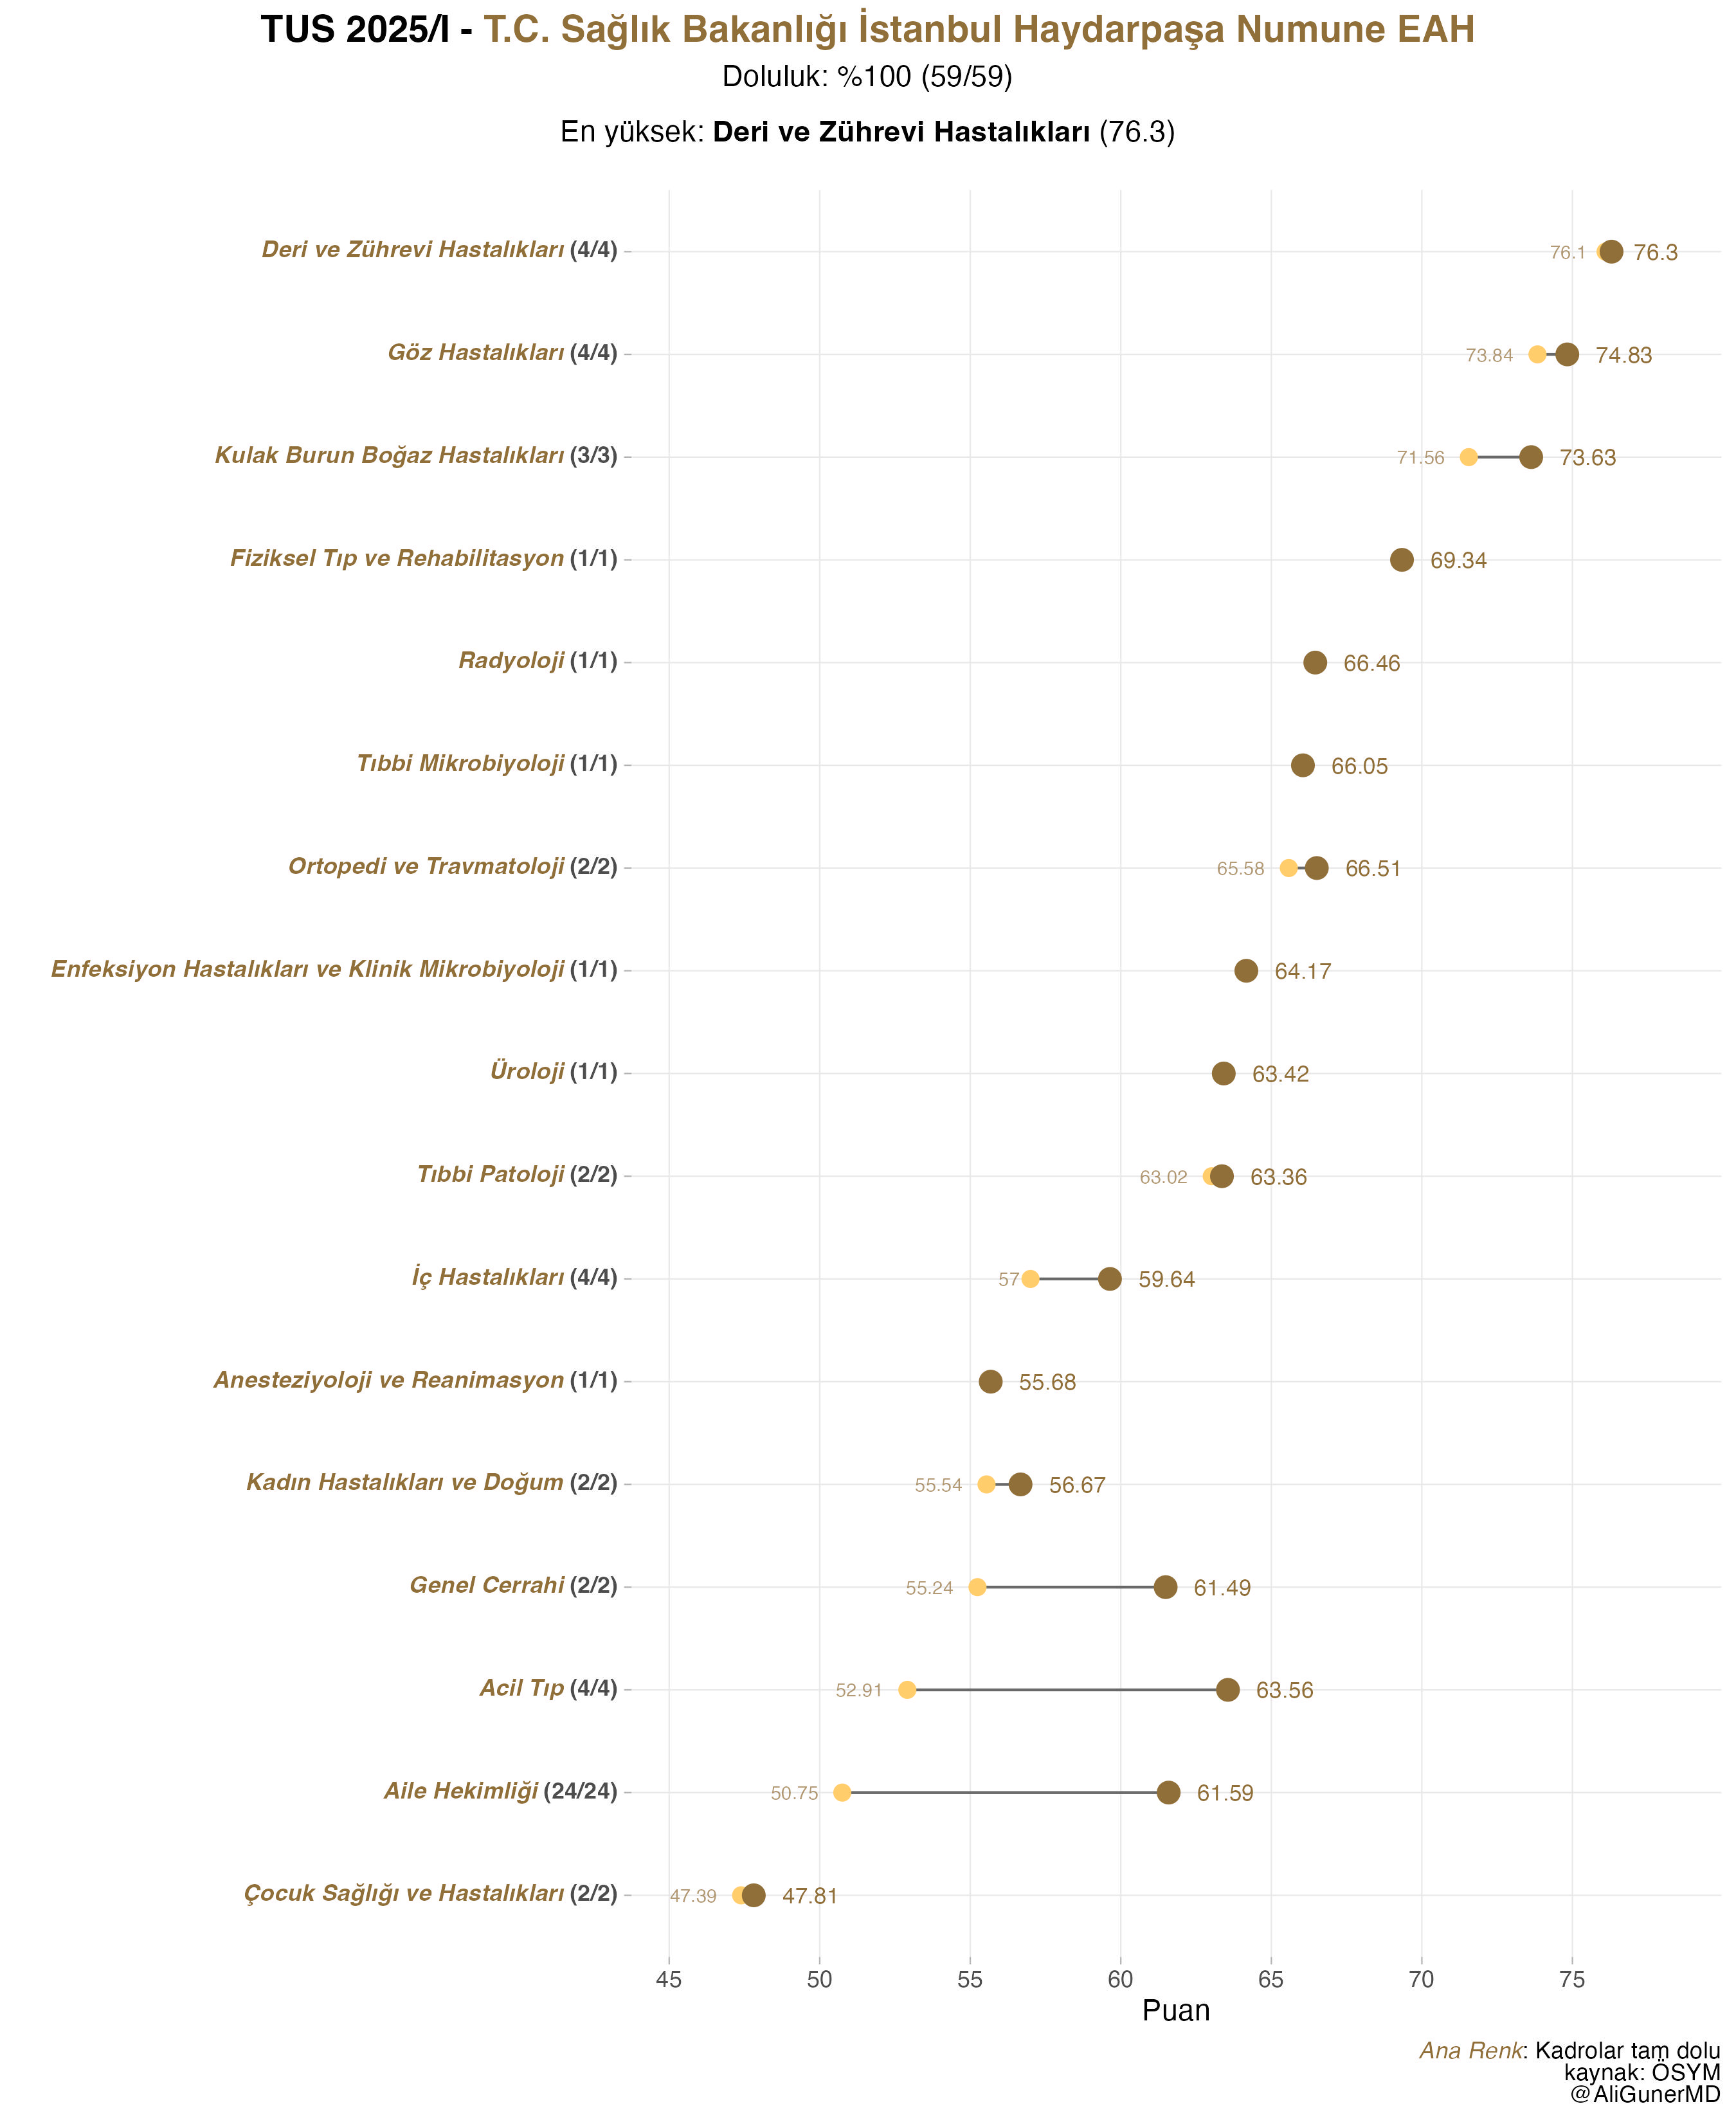 TUS 2025/I - T.C. Sağlık Bakanlığı İstanbul Haydarpaşa Numune EAH
Doluluk: %100 (59/59)
En yüksek: Deri ve Zührevi Hastalıkları (76.3)
Deri ve Zührevi Hastalıkları (4/4) 76.1 76.3
Göz Hastalıkları (4/4) 73.84 74.83
Kulak Burun Boğaz Hastalıkları (3/3) 71.56 73.63
Fiziksel Tıp ve Rehabilitasyon (1/1) 69.34
Radyoloji (1/1) 66.46
Tıbbi Mikrobiyoloji (1/1) 66.05
Ortopedi ve Travmatoloji (2/2) 65.58 66.51
Enfeksiyon Hastalıkları ve Klinik Mikrobiyoloji (1/1) 64.17
Üroloji (1/1) 63.42
Tıbbi Patoloji (2/2) 63.02 63.36
İç Hastalıkları (4/4) 57 59.64
Anesteziyoloji ve Reanimasyon (1/1) 55.68
Kadın Hastalıkları ve Doğum (2/2) 55.54 56.67
Genel Cerrahi (2/2) 55.24 61.49
Acil Tıp (4/4) 52.91 63.56
Aile Hekimliği (24/24) 50.75 61.59
Çocuk Sağlığı ve Hastalıkları (2/2) 47.39 47.81
45 50 55 60 65 70 75
Puan
Ana Renk: Kadrolar tam dolu
kaynak: ÖSYM
@AliGunerMD